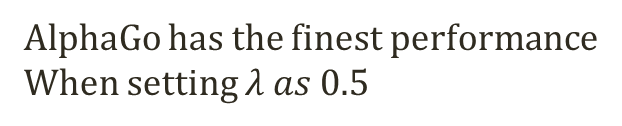 AlphaGo has the finest performance
When setting λ as 0.5